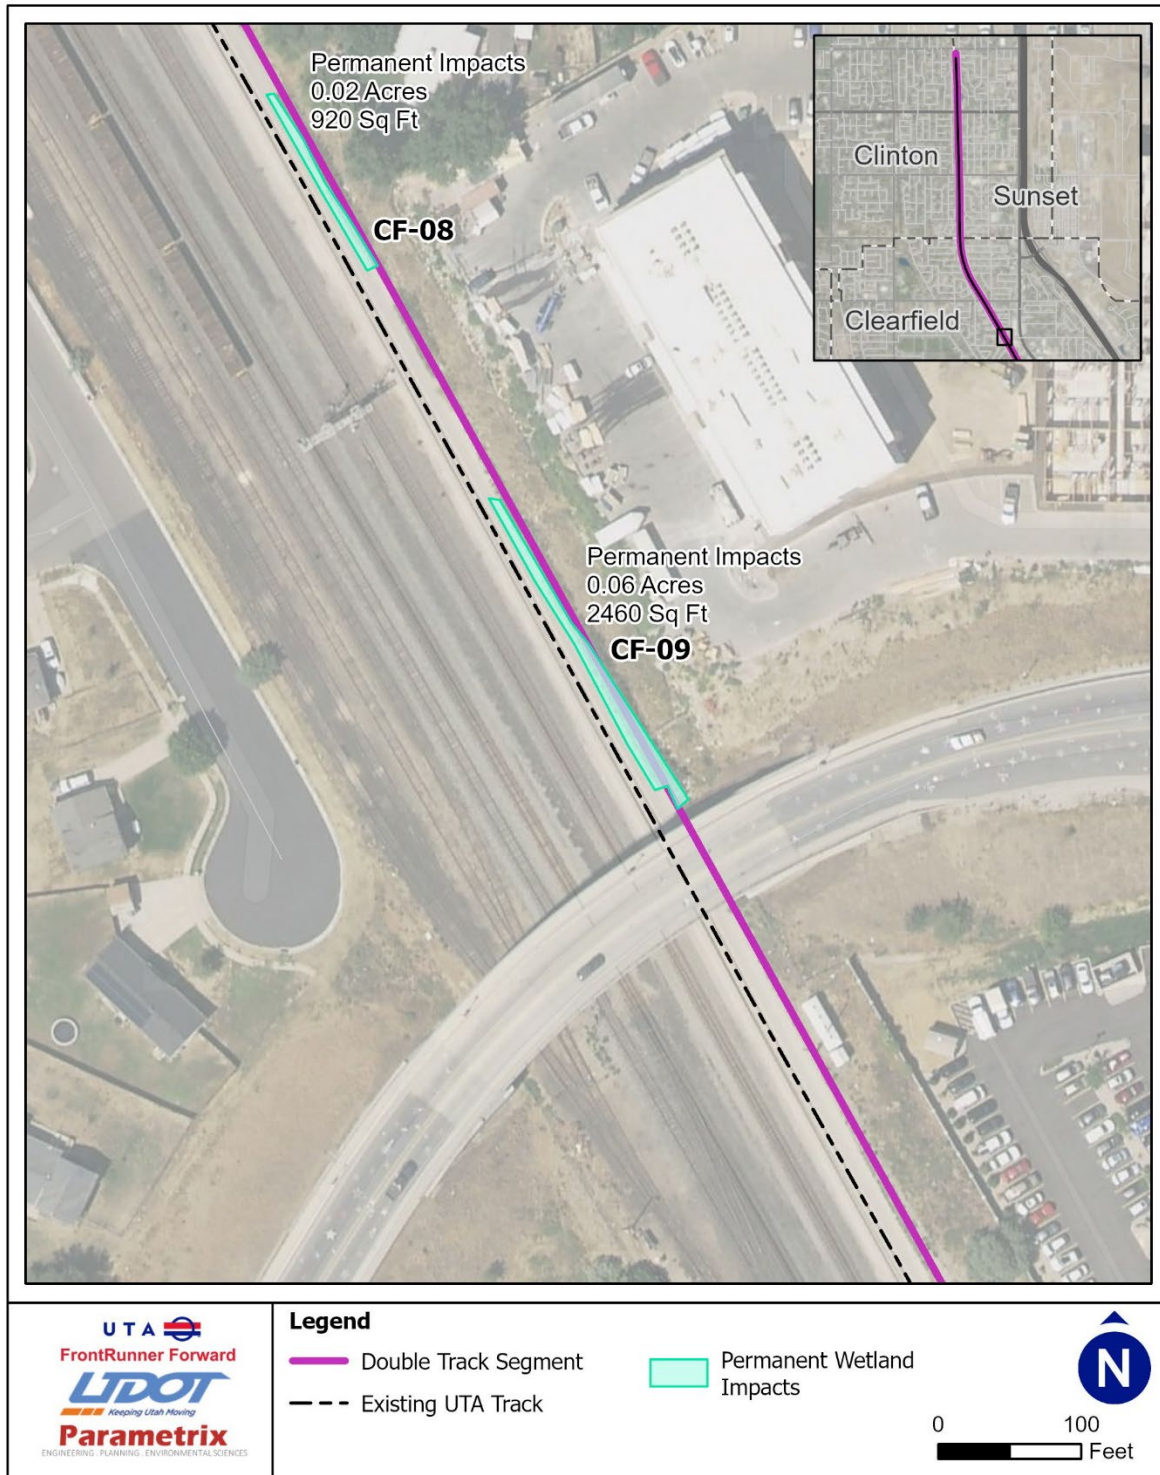 Permanent Impacts
0.02 Acres
920 Sq Ft
CF-08
Clinton
Sunset
Clearfield
Permanent Impacts
0.06 Acres
2460 Sq Ft
CF-09
UTA
FrontRunner Forward
UDOT
Keeping Utah Moving
Parametrix
ENGINEERING . PLANNING . ENVIRONMENTAL SCIENCES
Legend
Double Track Segment
Existing UTA Track
Permanent Wetland
Impacts
N
0 100
Feet